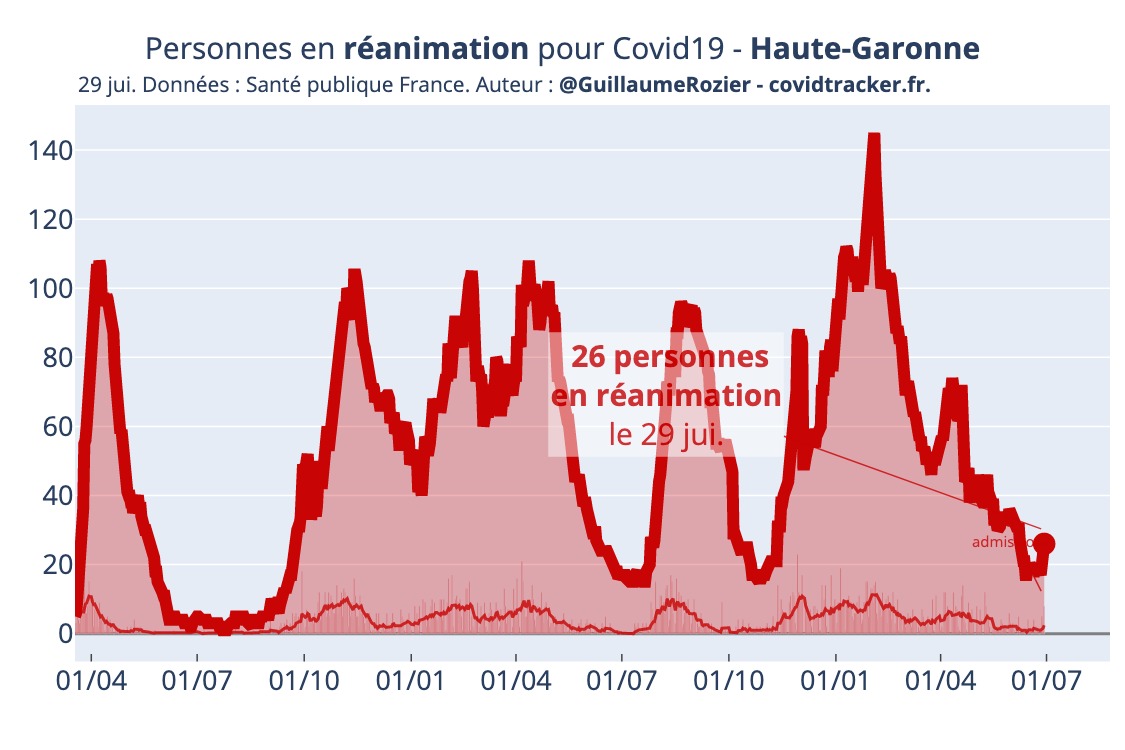 Personnes en réanimation pour Covid19 - Haute-Garonne
29 jui. Données : Santé publique France. Auteur : @GuillaumeRozier - covidtracker.fr.
140
120
100
80
60
40
20
0
26 personnes
en réanimation
le 29 jui.
01/04 01/07 01/10 01/01 01/04 01/07 01/10 01/01 01/04 01/07